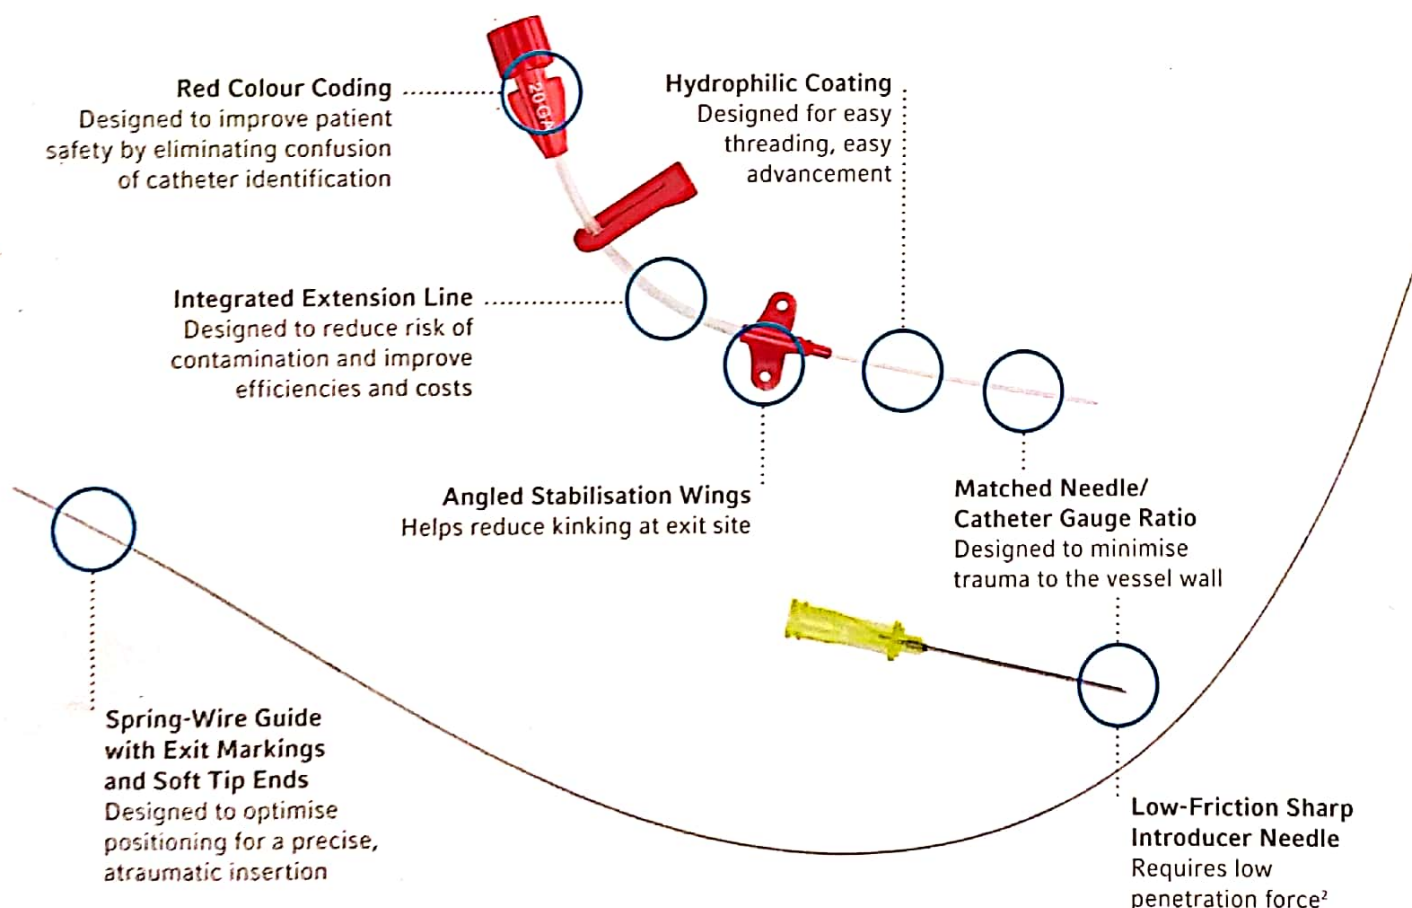 Red Colour Coding
Designed to improve patient
safety by eliminating confusion
of catheter identification
20GA
Hydrophilic Coating
Designed for easy
threading, easy
advancement
Integrated Extension Line
Designed to reduce risk of
contamination and improve
efficiencies and costs
Angled Stabilisation Wings
Helps reduce kinking at exit site
Matched Needle/
Catheter Gauge Ratio
Designed to minimise
trauma to the vessel wall
Spring-Wire Guide
with Exit Markings
and Soft Tip Ends
Designed to optimise
positioning for a precise,
atraumatic insertion
Low-Friction Sharp
Introducer Needle
Requires low
penetration force²